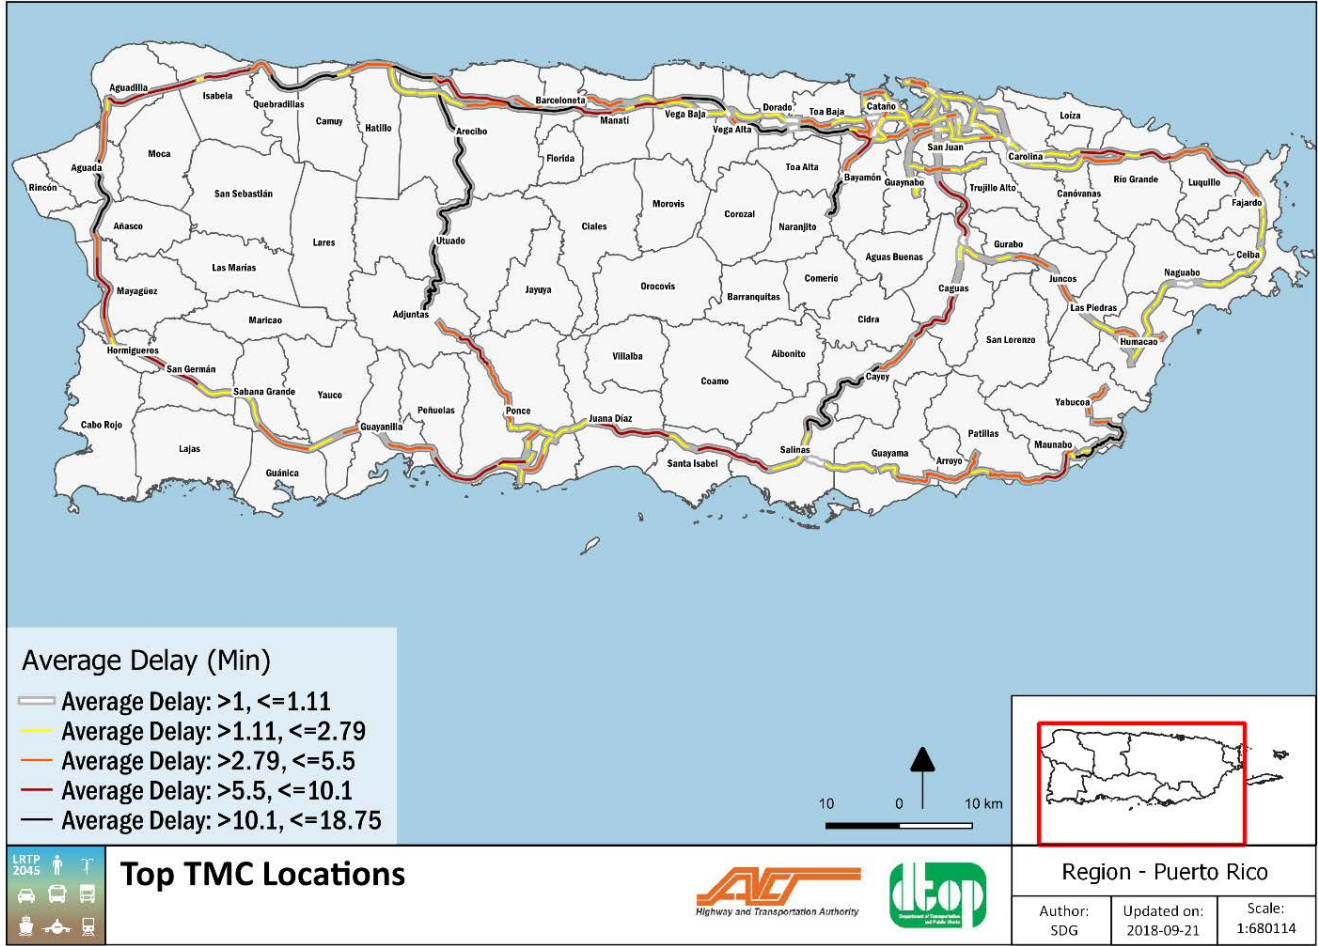 Aguadilla
Isabela
Quebradillas
Camuy
Hatillo
Arecibo
Barceloneta
Manatí
Vega Baja
Vega Alta
Dorado
Toa Baja
Cataño
San Juan
Loíza
Carolina
Moca
Aguada
Rincón
San Sebastián
Florida
Toa Alta
Bayamón
Guaynabo
Trujillo Alto
Canóvanas
Río Grande
Luquillo
Fajardo
Añasco
Lares
Utuado
Ciales
Morovis
Corozal
Naranjito
Aguas Buenas
Gurabo
Ceiba
Naguabo
Las Marías
Mayagüez
Maricao
Adjuntas
Jayuya
Orocovis
Barranquitas
Comerío
Cidra
Caguas
Juncos
Las Piedras
Humacao
San Lorenzo
Hormigueros
San Germán
Sabana Grande
Yauco
Villalba
Coamo
Aibonito
Cayey
Cabo Rojo
Lajas
Guánica
Guayanilla
Peñuelas
Ponce
Juana Díaz
Santa Isabel
Salinas
Guayama
Arroyo
Patillas
Maunabo
Yabucoa
Average Delay (Min)
Average Delay: >1, <=1.11
Average Delay: >1.11, <=2.79
Average Delay: >2.79, <=5.5
Average Delay: >5.5, <=10.1
Average Delay: >10.1, <=18.75
10 0 10 km
LRTP
2045
Top TMC Locations
ACT
Highway and Transportation Authority
dtop
Department of Transportation
and Public Works
Region - Puerto Rico
Author:
SDG
Updated on:
2018-09-21
Scale:
1:680114